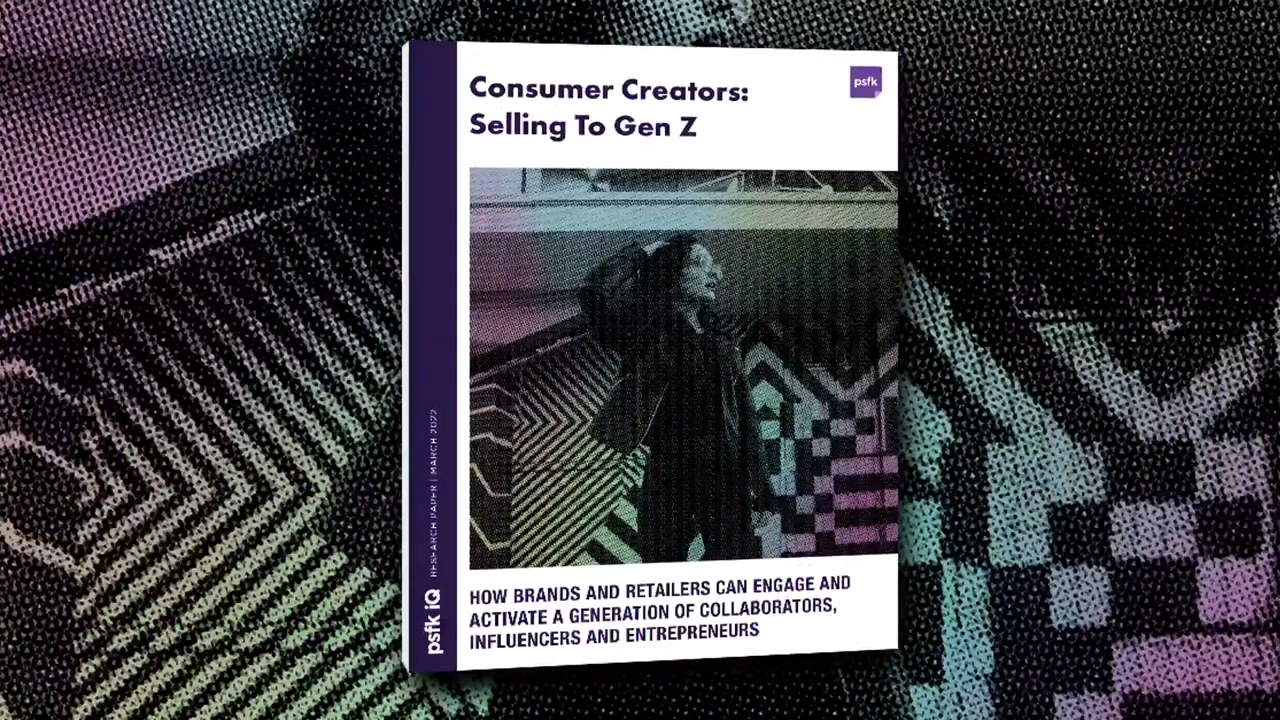 Consumer Creators:
Selling To Gen Z
psfk
HOW BRANDS AND RETAILERS CAN ENGAGE AND
ACTIVATE A GENERATION OF COLLABORATORS,
INFLUENCERS AND ENTREPRENEURS
psfk iQ RESEARCH PAPER | MARCH 2022